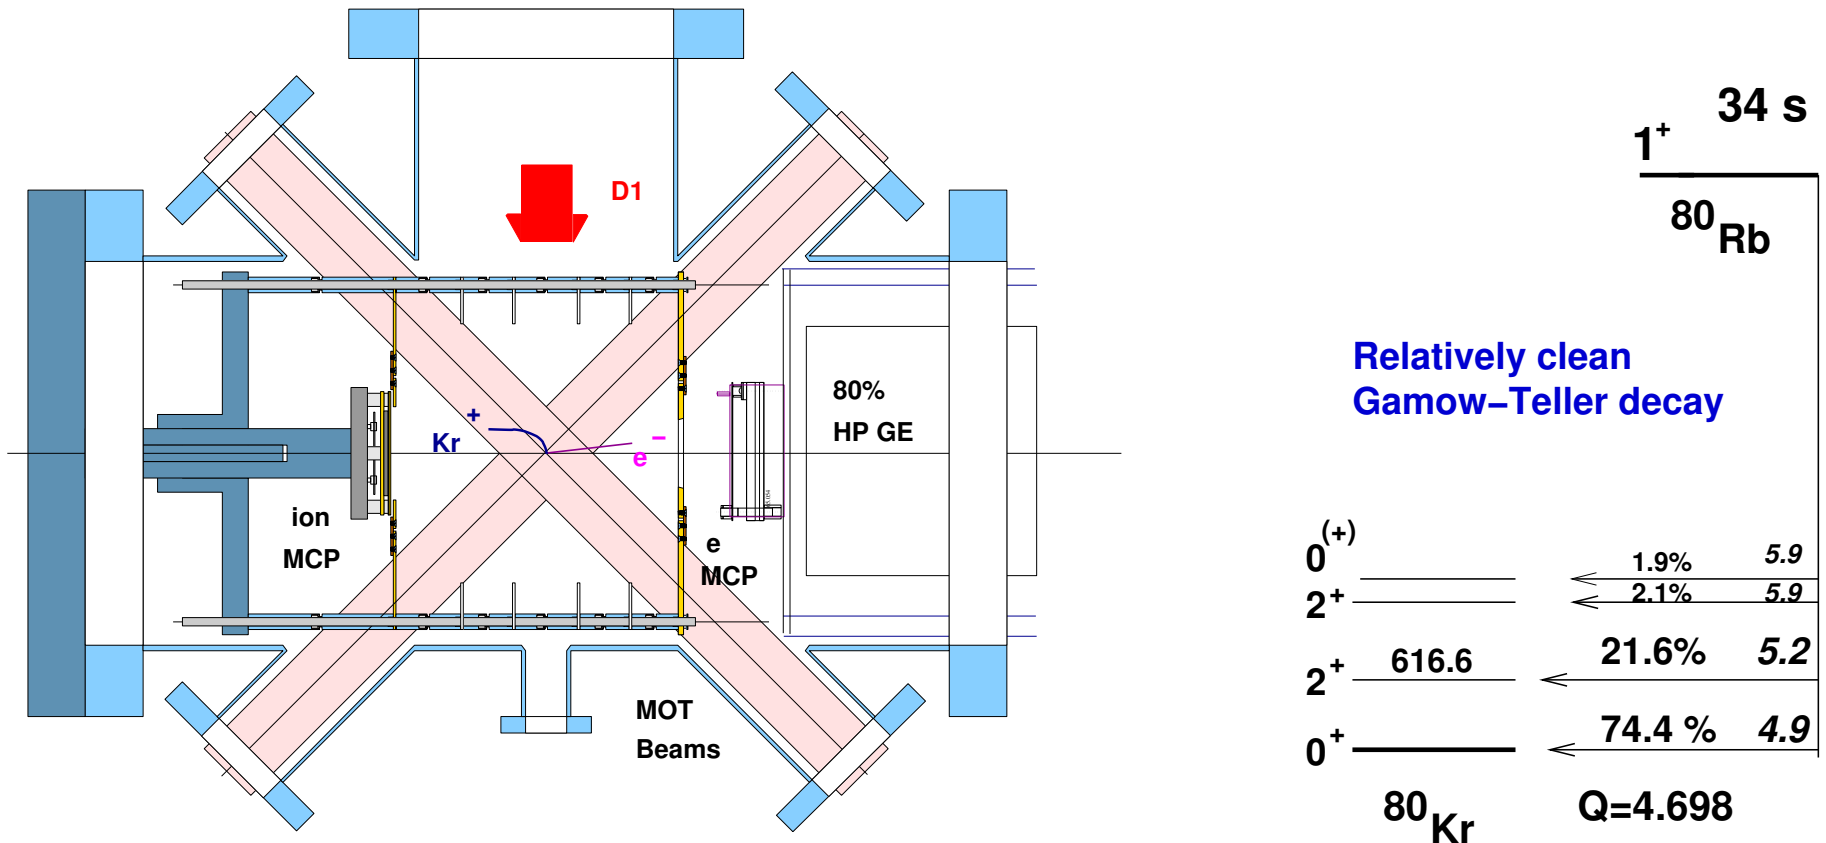 D1
80%
HP GE
Kr +
e −
ion
MCP
e
MCP
MOT
Beams
34 s
1+
80Rb
Relatively clean
Gamow−Teller decay
0(+) 1.9% 5.9
2+ 2.1% 5.9
2+ 616.6 21.6% 5.2
0+ 74.4 % 4.9
80Kr Q=4.698